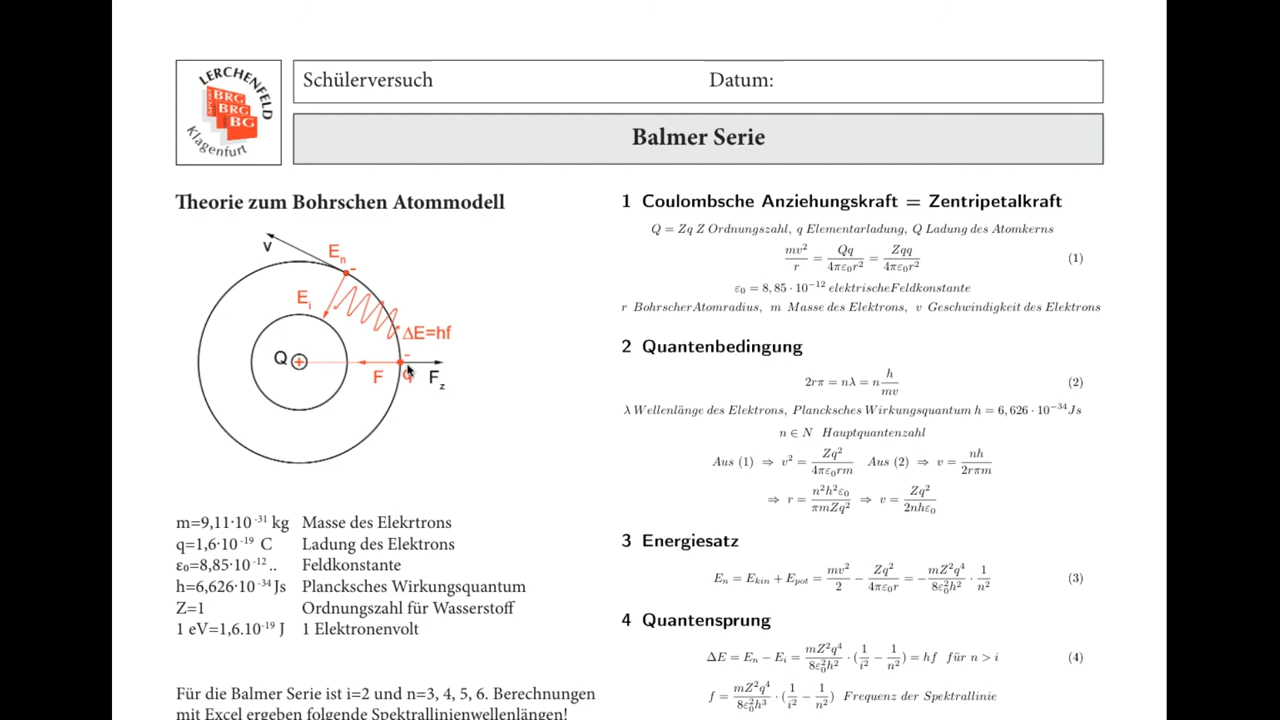 LERCHENFELD
BRG
BRG
BG
Klagenfurt
Schülerversuch Datum:
Balmer Serie
Theorie zum Bohrschen Atommodell
v
Eₙ
-
Eᵢ
ΔE=hf
Q +
-
F q F_z
m=9,11·10⁻³¹ kg Masse des Elekrtrons
q=1,6·10⁻¹⁹ C Ladung des Elektrons
ε₀=8,85·10⁻¹².. Feldkonstante
h=6,626·10⁻³⁴ Js Plancksches Wirkungsquantum
Z=1 Ordnungszahl für Wasserstoff
1 eV=1,6.10⁻¹⁹ J 1 Elektronenvolt
Für die Balmer Serie ist i=2 und n=3, 4, 5, 6. Berechnungen
mit Excel ergeben folgende Spektrallinienwellenlängen!
1 Coulombsche Anziehungskraft = Zentripetalkraft
Q = Zq Z Ordnungszahl, q Elementarladung, Q Ladung des Atomkerns
mv²/r = Qq/4πε₀r² = Zqq/4πε₀r² (1)
ε₀ = 8,85 · 10⁻¹² elektrischeFeldkonstante
r BohrscherAtomradius, m Masse des Elektrons, v Geschwindigkeit des Elektrons
2 Quantenbedingung
2rπ = nλ = n h/mv (2)
λ Wellenlänge des Elektrons, Plancksches Wirkungsquantum h = 6,626 · 10⁻³⁴Js
n ∈ N Hauptquantenzahl
Aus (1) ⇒ v² = Zq²/4πε₀rm Aus (2) ⇒ v = nh/2rπm
⇒ r = n²h²ε₀/πmZq² ⇒ v = Zq²/2nhε₀
3 Energiesatz
Eₙ = E_kin + E_pot = mv²/2 − Zq²/4πε₀r = −mZ²q⁴/8ε₀²h² · 1/n² (3)
4 Quantensprung
ΔE = Eₙ − Eᵢ = mZ²q⁴/8ε₀²h² · (1/i² − 1/n²) = hf für n > i (4)
f = mZ²q⁴/8ε₀²h³ · (1/i² − 1/n²) Frequenz der Spektrallinie